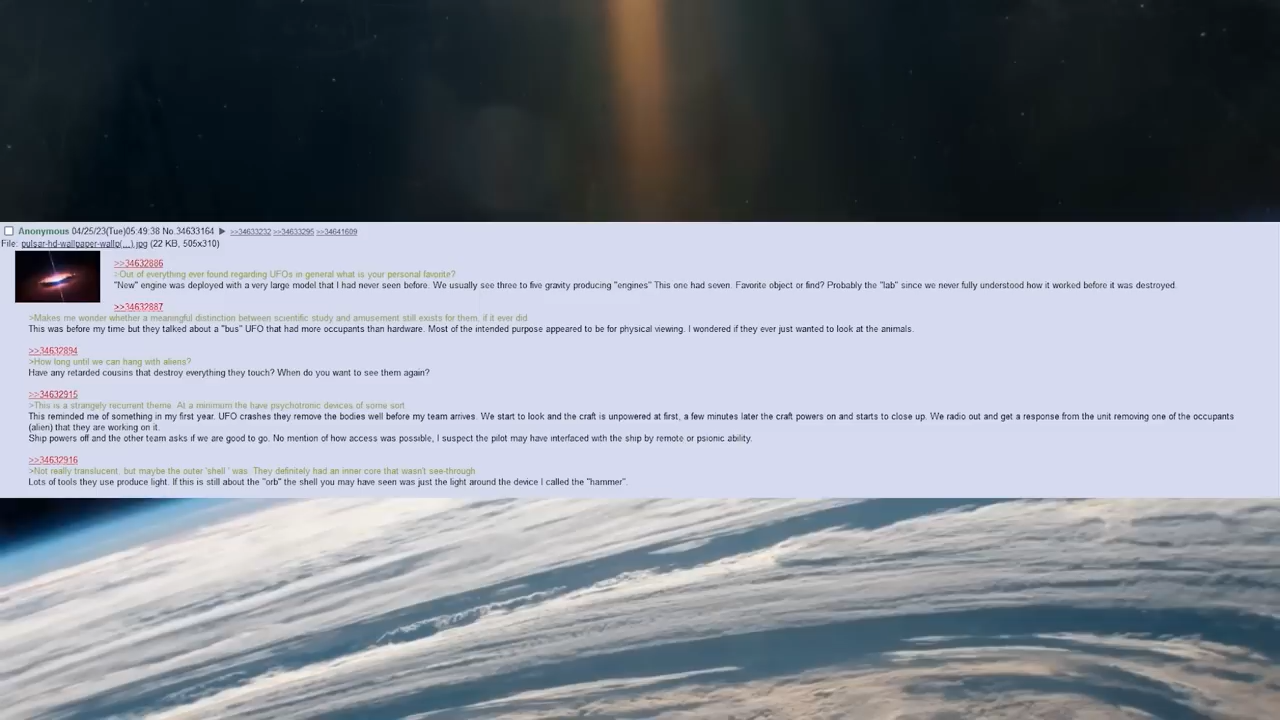 Anonymous 04/25/23(Tue)05:49:38 No.34633164 ▶ >>34633232 >>34633295 >>34641609
File: pulsar-hd-wallpaper-wallp(...).jpg (22 KB, 505x310)
>>34632886
>Out of everything ever found regarding UFOs in general what is your personal favorite?
"New" engine was deployed with a very large model that I had never seen before. We usually see three to five gravity producing "engines" This one had seven. Favorite object or find? Probably the "lab" since we never fully understood how it worked before it was destroyed.
>>34632887
>Makes me wonder whether a meaningful distinction between scientific study and amusement still exists for them, if it ever did.
This was before my time but they talked about a "bus" UFO that had more occupants than hardware. Most of the intended purpose appeared to be for physical viewing. I wondered if they ever just wanted to look at the animals.
>>34632894
>How long until we can hang with aliens?
Have any retarded cousins that destroy everything they touch? When do you want to see them again?
>>34632915
>This is a strangely recurrent theme. At a minimum the have psychotronic devices of some sort.
This reminded me of something in my first year. UFO crashes they remove the bodies well before my team arrives. We start to look and the craft is unpowered at first, a few minutes later the craft powers on and starts to close up. We radio out and get a response from the unit removing one of the occupants
(alien) that they are working on it.
Ship powers off and the other team asks if we are good to go. No mention of how access was possible, I suspect the pilot may have interfaced with the ship by remote or psionic ability.
>>34632916
>Not really translucent, but maybe the outer 'shell ' was. They definitely had an inner core that wasn't see-through
Lots of tools they use produce light. If this is still about the "orb" the shell you may have seen was just the light around the device I called the "hammer".